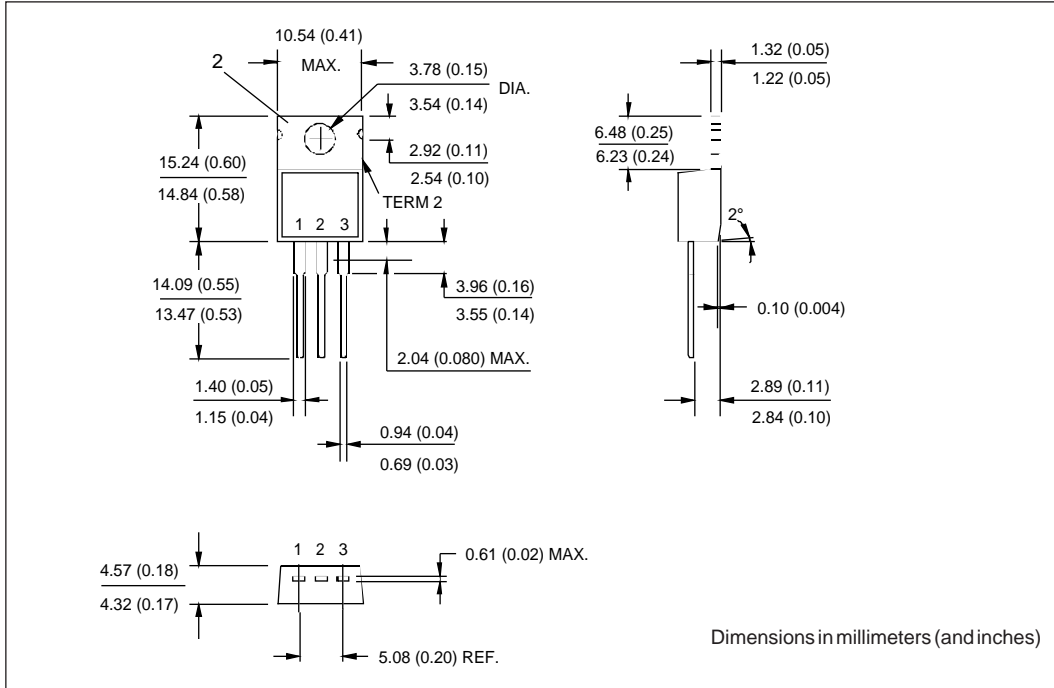 10.54 (0.41)
MAX.
2
3.78 (0.15)
3.54 (0.14)
DIA.
2.92 (0.11)
2.54 (0.10)
15.24 (0.60)
14.84 (0.58)
TERM 2
1 2 3
14.09 (0.55)
13.47 (0.53)
3.96 (0.16)
3.55 (0.14)
2.04 (0.080) MAX.
1.40 (0.05)
1.15 (0.04)
0.94 (0.04)
0.69 (0.03)
1.32 (0.05)
1.22 (0.05)
6.48 (0.25)
6.23 (0.24)
2°
0.10 (0.004)
2.89 (0.11)
2.84 (0.10)
1 2 3
0.61 (0.02) MAX.
4.57 (0.18)
4.32 (0.17)
5.08 (0.20) REF.
Dimensions in millimeters (and inches)